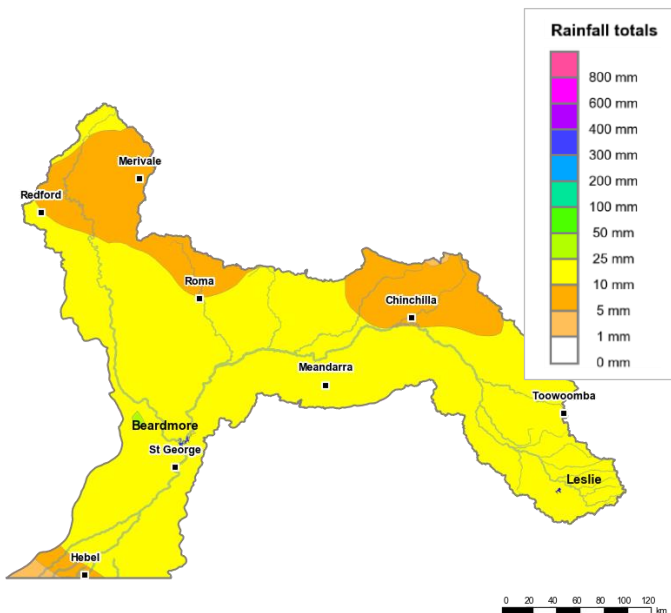 Rainfall totals
800 mm
600 mm
400 mm
300 mm
200 mm
100 mm
50 mm
25 mm
10 mm
5 mm
1 mm
0 mm
Merivale
Redford
Roma
Chinchilla
Meandarra
Toowoomba
Beardmore
St George
Leslie
Hebel
0 20 40 60 80 100 120
km